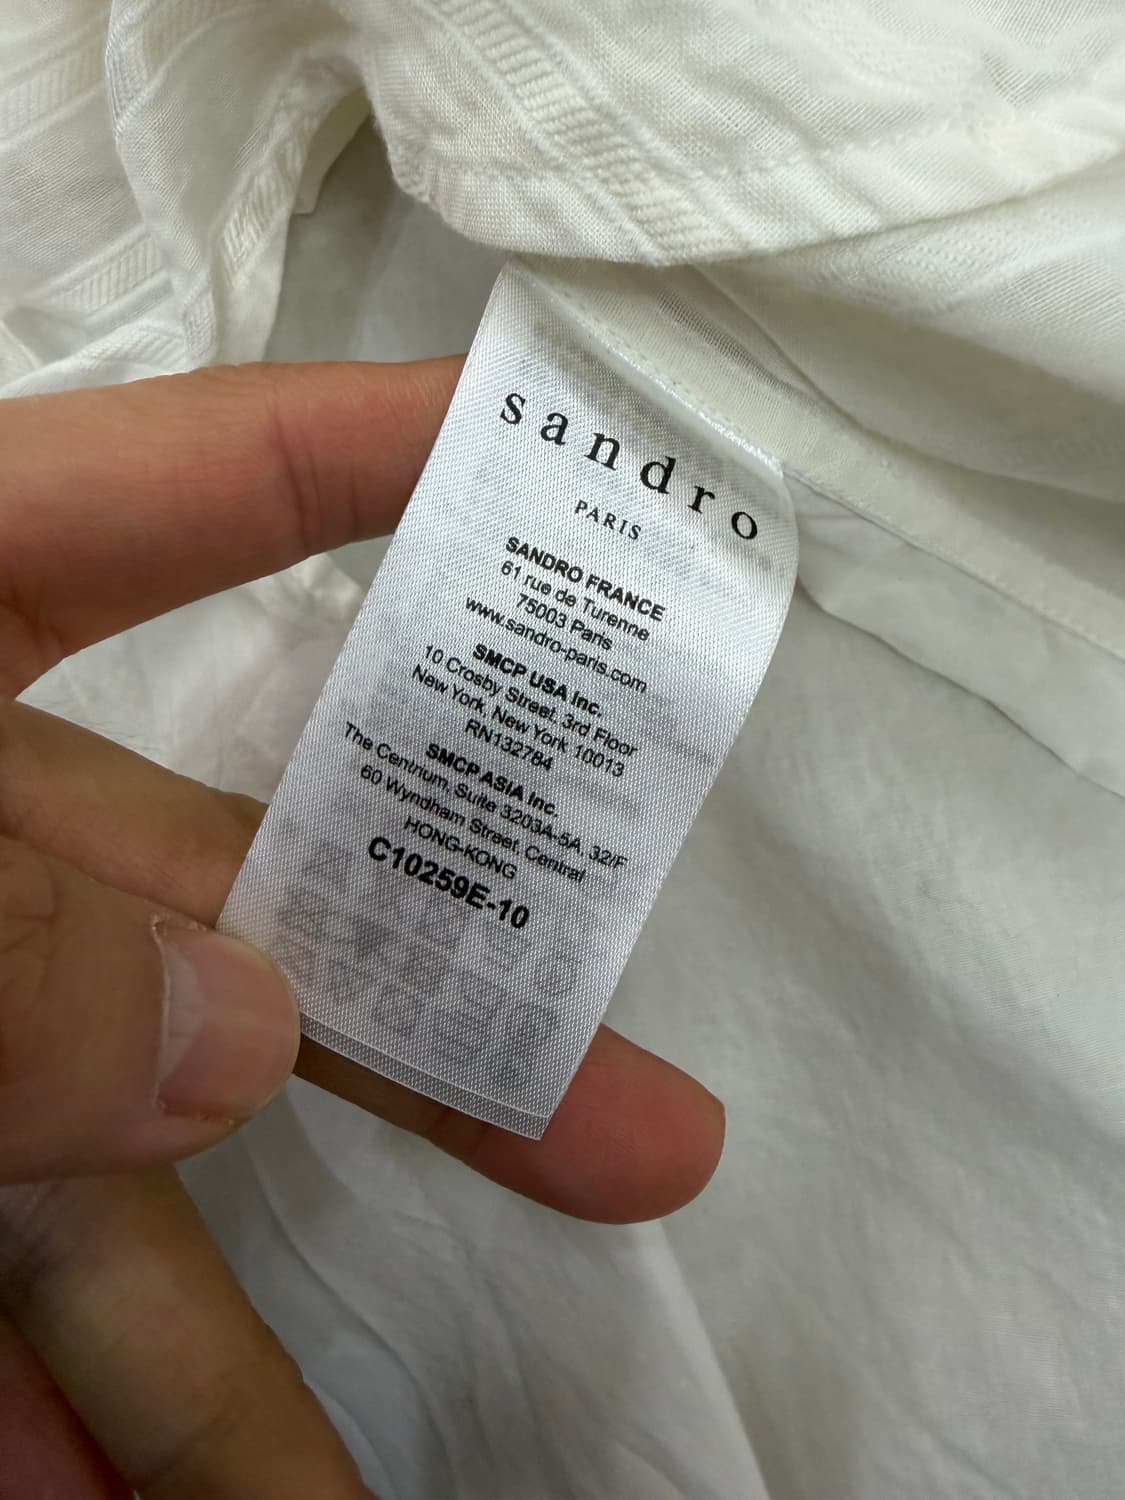 sandro
PARIS
SANDRO FRANCE
61 rue de Turenne
75003 Paris
www.sandro-paris.com
SMCP USA Inc.
10 Crosby Street, 3rd Floor
New York, New York 10013
RN132784
SMCP ASIA Inc.
The Centrium, Suite 3203A-5A, 32/F
60 Wyndham Street, Central
HONG-KONG
C10259E-10